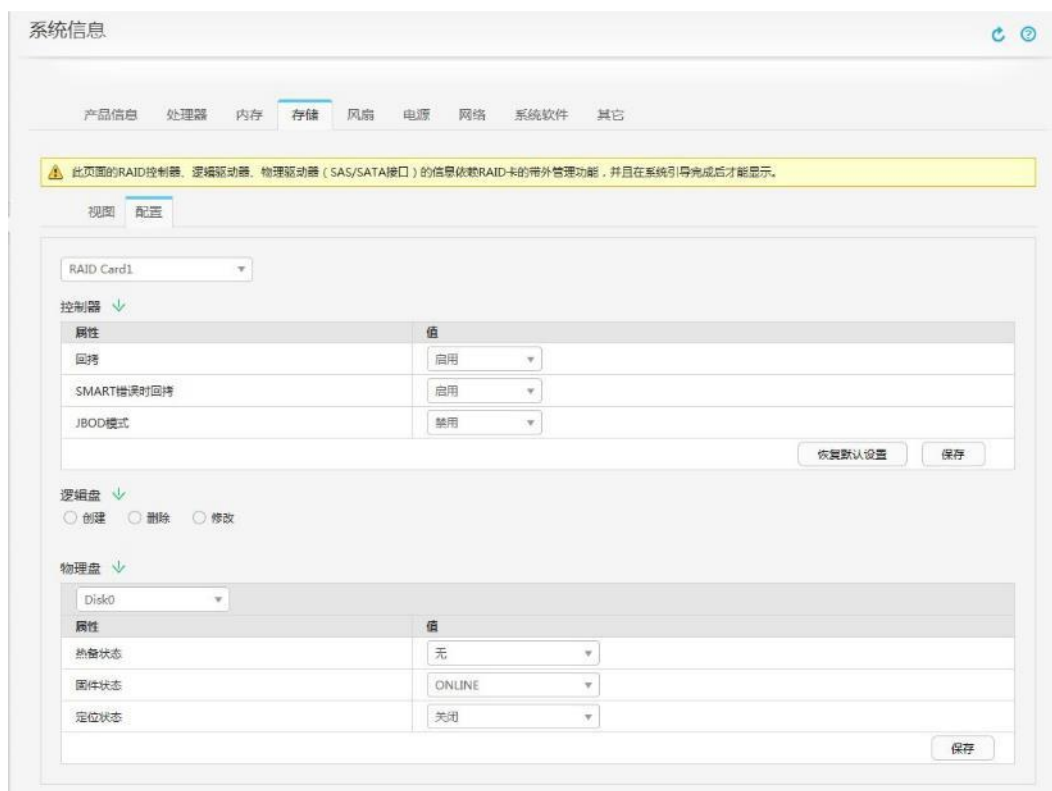 系统信息
产品信息 处理器 内存 存储 风扇 电源 网络 系统软件 其它
此页面的RAID控制器、逻辑驱动器、物理驱动器（SAS/SATA接口）的信息依赖RAID卡的带外管理功能，并且在系统引导完成后才能显示。
视图 配置
RAID Card1
控制器
属性 值
回拷 启用
SMART错误时回拷 启用
JBOD模式 禁用
恢复默认设置 保存
逻辑盘
创建 删除 修改
物理盘
Disk0
属性 值
热备状态 无
固件状态 ONLINE
定位状态 关闭
保存